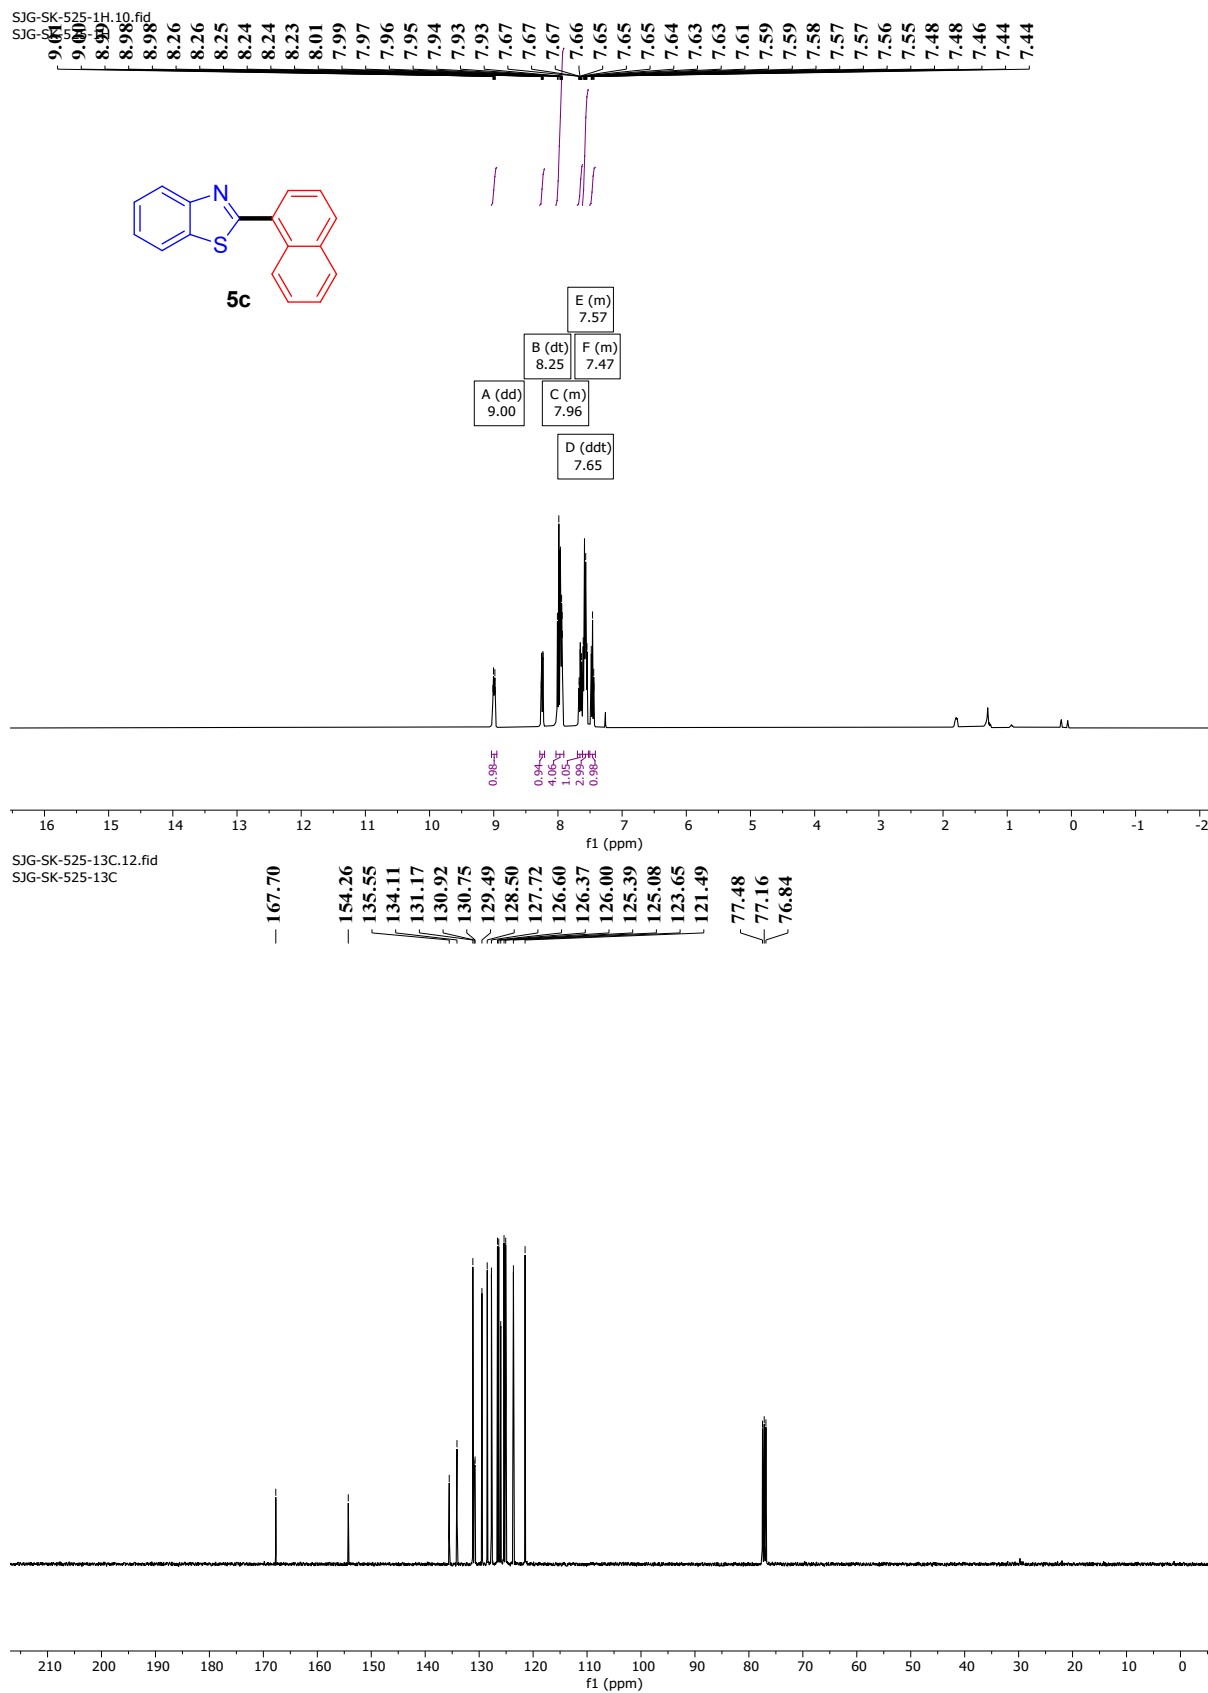 SJG-SK-525-1H.10.fid
9.01 9.00 8.99 8.98 8.98 8.26 8.26 8.25 8.24 8.24 8.23 8.01 7.99 7.97 7.96 7.95 7.94 7.93 7.93 7.67 7.67 7.67 7.66 7.65 7.65 7.65 7.64 7.63 7.63 7.61 7.59 7.59 7.58 7.57 7.57 7.56 7.55 7.48 7.48 7.46 7.44 7.44
N
S
5c
E (m)
7.57
B (dt)
8.25
F (m)
7.47
A (dd)
9.00
C (m)
7.96
D (ddt)
7.65
0.98 0.94 4.06 1.05 2.99 0.98
16 15 14 13 12 11 10 9 8 7 6 5 4 3 2 1 0 -1 -2
f1 (ppm)
SJG-SK-525-13C.12.fid
SJG-SK-525-13C
167.70 154.26 135.55 134.11 131.17 130.92 130.75 129.49 128.50 127.72 126.60 126.37 126.00 125.39 125.08 123.65 121.49 77.48 77.16 76.84
210 200 190 180 170 160 150 140 130 120 110 100 90 80 70 60 50 40 30 20 10 0
f1 (ppm)